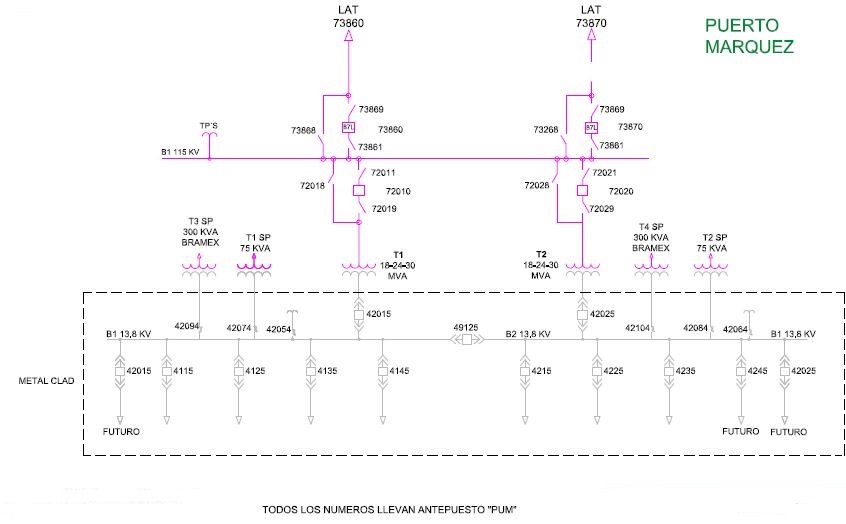 LAT
73860
LAT
73870
PUERTO
MARQUEZ
73869
87L
73860
73868
73861
73869
87L
73870
73268
73861
TP'S
B1 115 KV
72011
72018
72010
72019
72021
72028
72020
72029
T3 SP
300 KVA
BRAMEX
T1 SP
75 KVA
T1
18-24-30
MVA
T2
18-24-30
MVA
T4 SP
300 KVA
BRAMEX
T2 SP
75 KVA
42015
42025
42094
42074
42054
42104
42084
42064
B1 13,8 KV
49125
B2 13,8 KV
B1 13,8 KV
METAL CLAD
42015
4115
4125
4135
4145
4215
4225
4235
4245
42025
FUTURO
FUTURO
FUTURO
TODOS LOS NUMEROS LLEVAN ANTEPUESTO "PUM"